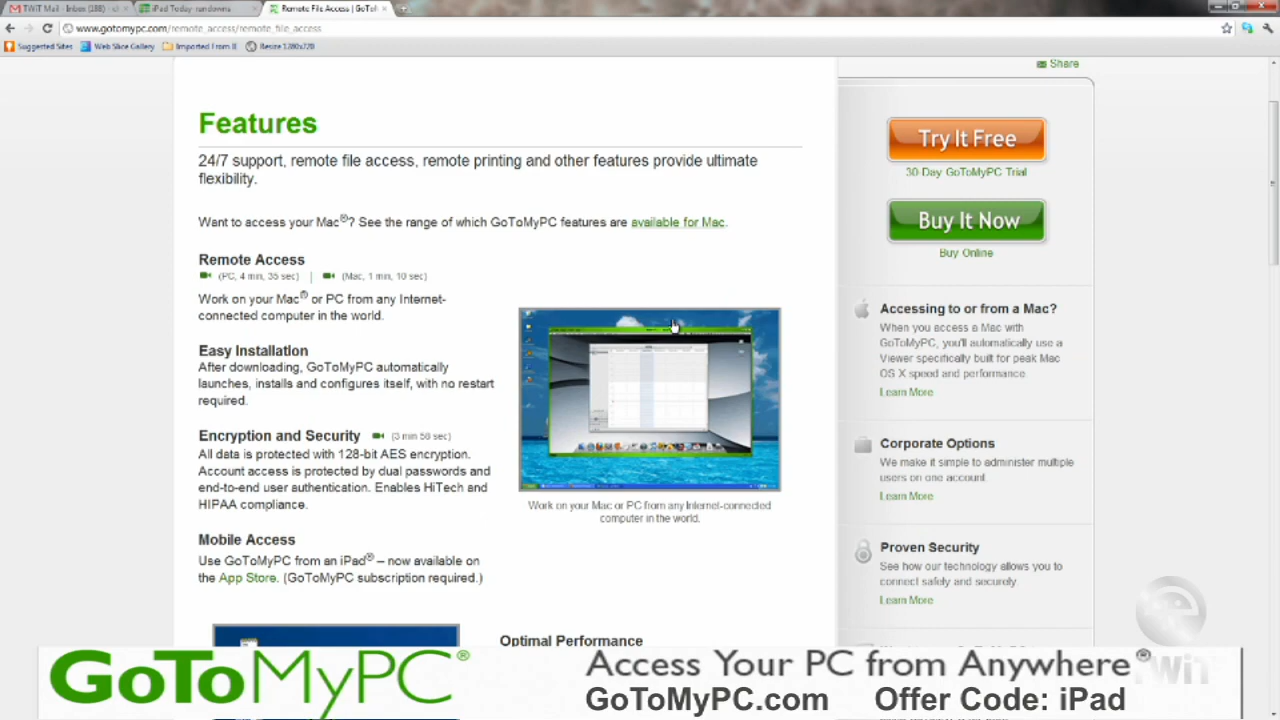 TWiT Mail - Inbox (288) -
iPad Today-rundowns
Remote File Access | GoToM
www.gotomypc.com/remote_access/remote_file_access
Suggested Sites
Web Slice Gallery
Imported From IE
Resize 1280x720
Share
Features
24/7 support, remote file access, remote printing and other features provide ultimate
flexibility.
Want to access your Mac®? See the range of which GoToMyPC features are available for Mac.
Remote Access
(PC, 4 min, 35 sec) | (Mac, 1 min, 10 sec)
Work on your Mac® or PC from any Internet-
connected computer in the world.
Easy Installation
After downloading, GoToMyPC automatically
launches, installs and configures itself, with no restart
required.
Encryption and Security (3 min 58 sec)
All data is protected with 128-bit AES encryption.
Account access is protected by dual passwords and
end-to-end user authentication. Enables HiTech and
HIPAA compliance.
Mobile Access
Use GoToMyPC from an iPad® – now available on
the App Store. (GoToMyPC subscription required.)
Work on your Mac or PC from any Internet-connected
computer in the world.
Optimal Performance
Try It Free
30-Day GoToMyPC Trial
Buy It Now
Buy Online
Accessing to or from a Mac?
When you access a Mac with
GoToMyPC, you'll automatically use a
Viewer specifically built for peak Mac
OS X speed and performance.
Learn More
Corporate Options
We make it simple to administer multiple
users on one account.
Learn More
Proven Security
See how our technology allows you to
connect safely and securely
Learn More
GoToMyPC®
Access Your PC from Anywhere®
GoToMyPC.com Offer Code: iPad
TWiT